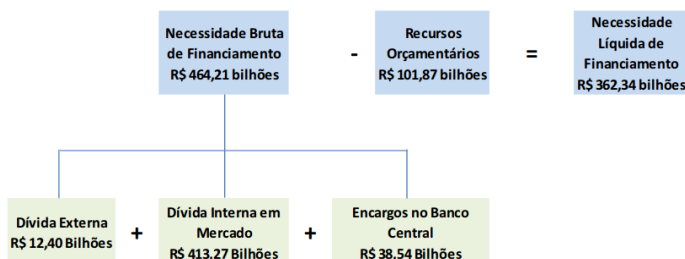 Necessidade Bruta
de Financiamento
R$ 464,21 bilhões
-
Recursos
Orçamentários
R$ 101,87 bilhões
=
Necessidade
Líquida de
Financiamento
R$ 362,34 bilhões
Dívida Externa
R$ 12,40 Bilhões
+
Dívida Interna em
Mercado
R$ 413,27 Bilhões
+
Encargos no Banco
Central
R$ 38,54 Bilhões